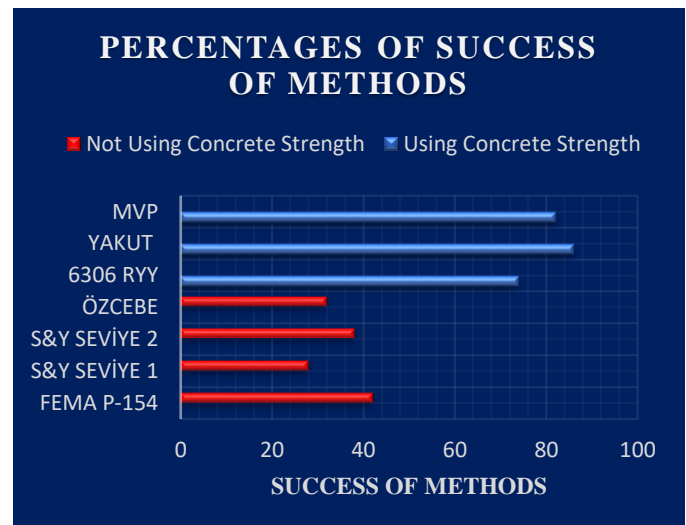 PERCENTAGES OF SUCCESS
OF METHODS
Not Using Concrete Strength Using Concrete Strength
MVP
YAKUT
6306 RYY
ÖZCEBE
S&Y SEVİYE 2
S&Y SEVİYE 1
FEMA P-154
0 20 40 60 80 100
SUCCESS OF METHODS